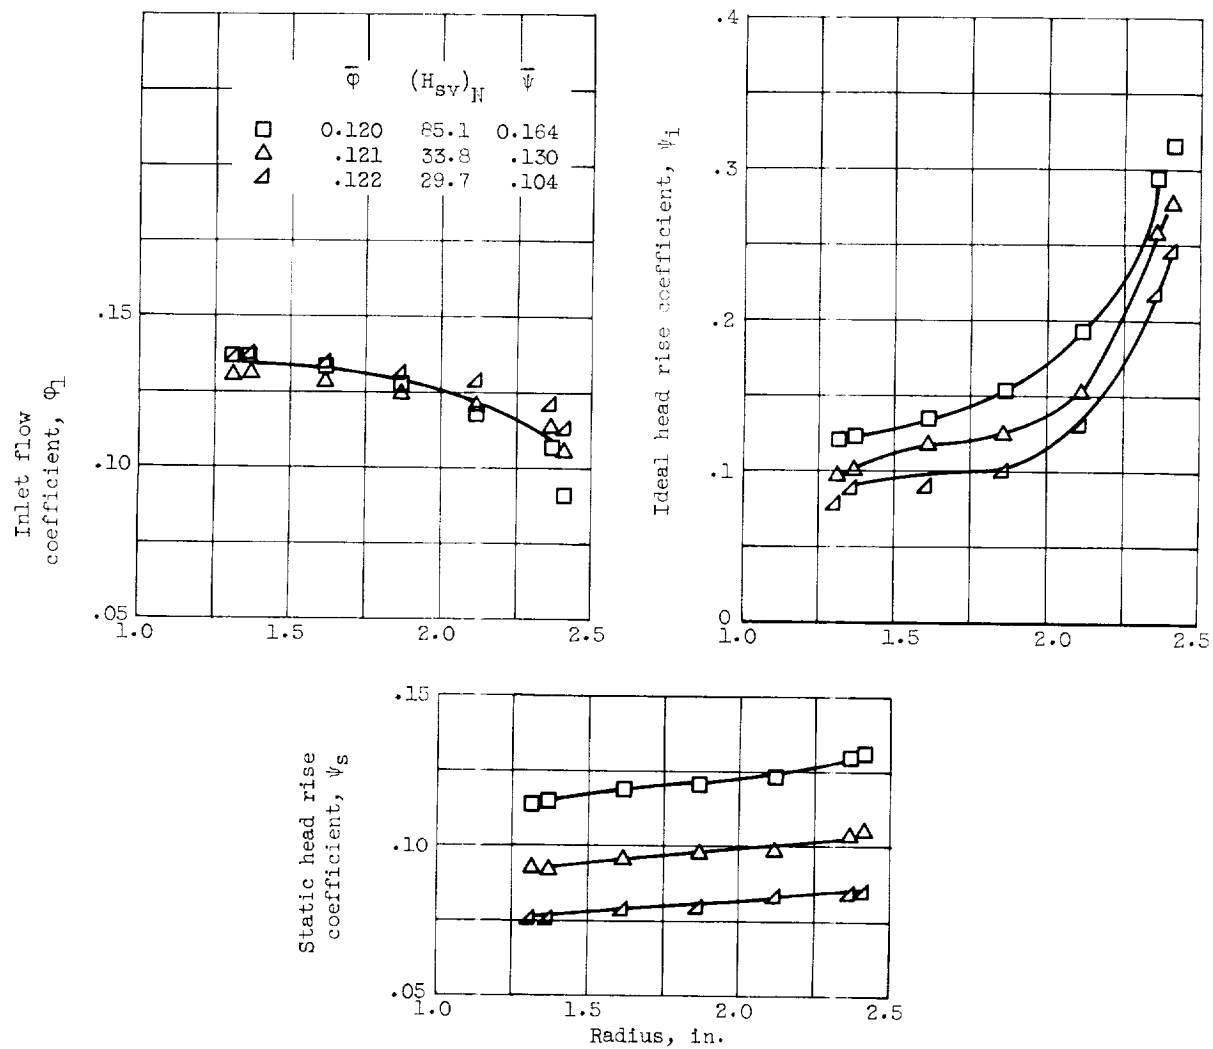 φ̄ (H_sv)_N ψ̄
□ 0.120 85.1 0.164
△ .121 33.8 .130
◿ .122 29.7 .104
.15
.10
.05
1.0 1.5 2.0 2.5
Inlet flow
coefficient, φ₁
.4
.3
.2
.1
0
1.0 1.5 2.0 2.5
Ideal head rise coefficient, ψ_i
.15
.10
.05
1.0 1.5 2.0 2.5
Static head rise
coefficient, ψ_s
Radius, in.